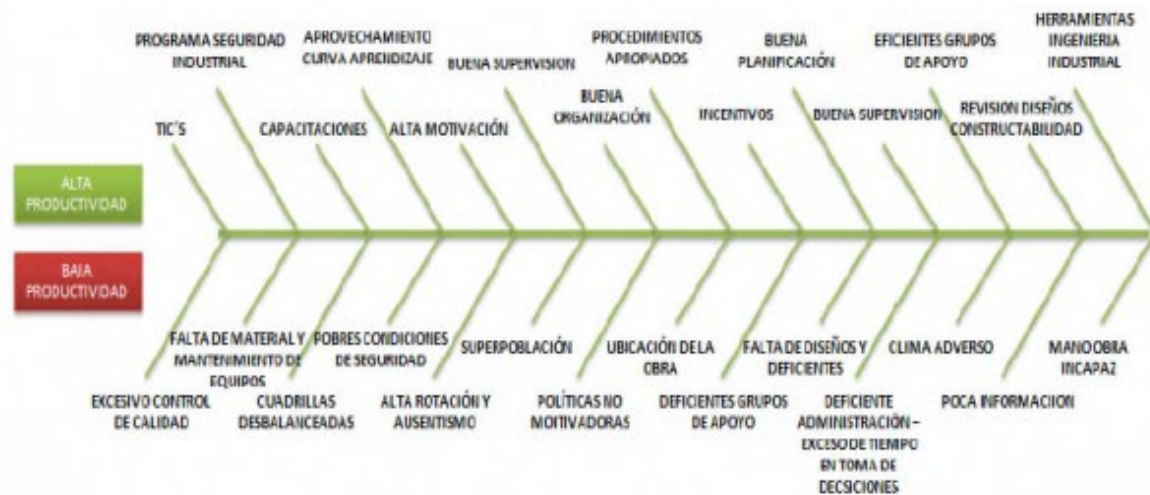 PROGRAMA SEGURIDAD
INDUSTRIAL
APROVECHAMIENTO
CURVA APRENDIZAJE
BUENA SUPERVISION
PROCEDIMIENTOS
APROPIADOS
BUENA
PLANIFICACIÓN
EFICIENTES GRUPOS
DE APOYO
HERRAMIENTAS
INGENIERIA
INDUSTRIAL
TIC´S
CAPACITACIONES
ALTA MOTIVACIÓN
BUENA
ORGANIZACIÓN
INCENTIVOS
BUENA SUPERVISION
REVISION DISEÑOS
CONSTRUCTABILIDAD
ALTA
PRODUCTIVIDAD
BAJA
PRODUCTIVIDAD
FALTA DE MATERIAL Y
MANTENIMIENTO DE
EQUIPOS
POBRES CONDICIONES
DE SEGURIDAD
SUPERPOBLACIÓN
UBICACIÓN DE LA
OBRA
FALTA DE DISEÑOS Y
DEFICIENTES
CLIMA ADVERSO
MANO OBRA
INCAPAZ
EXCESIVO CONTROL
DE CALIDAD
CUADRILLAS
DESBALANCEADAS
ALTA ROTACIÓN Y
AUSENTISMO
POLÍTICAS NO
MOITIVADORAS
DEFICIENTES GRUPOS
DE APOYO
DEFICIENTE
ADMINISTRACIÓN –
EXCESO DE TIEMPO
EN TOMA DE
DECSICIONES
POCA INFORMACIION